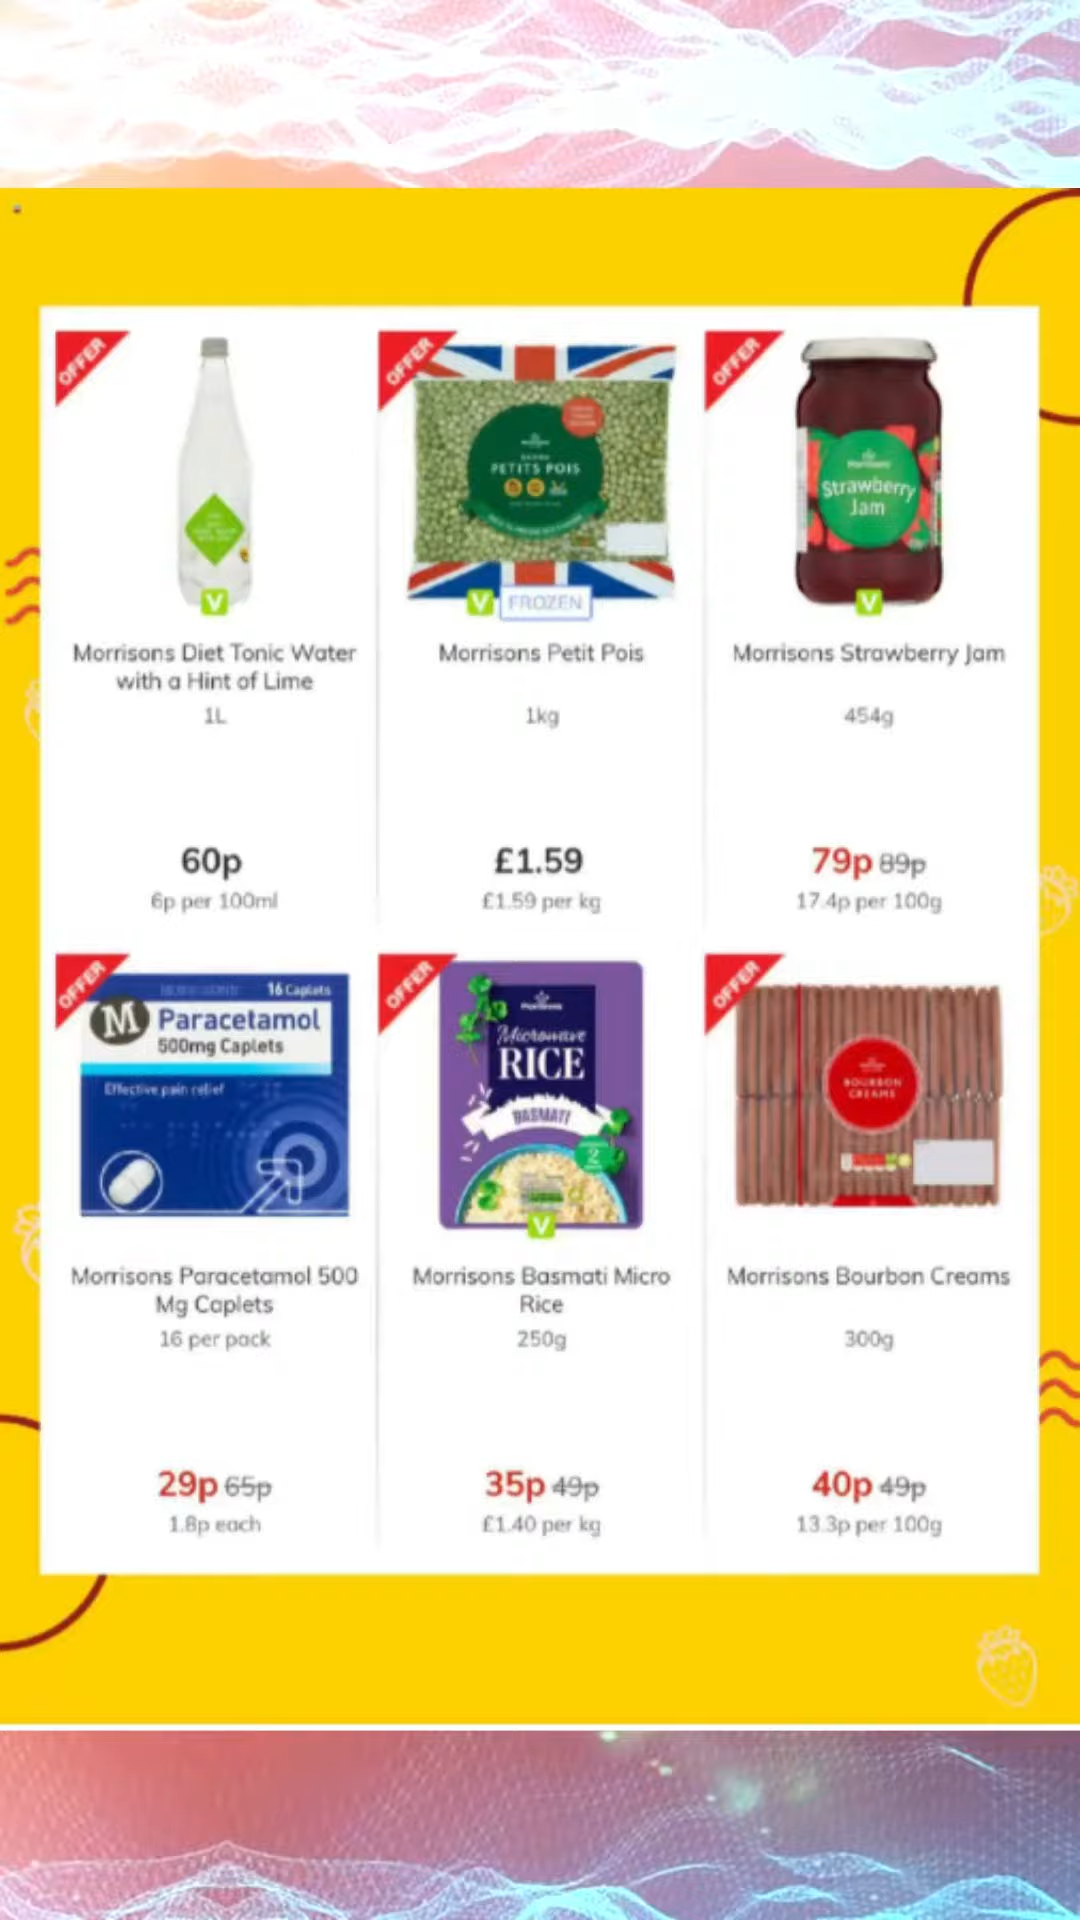 OFFER
OFFER
OFFER
PETITS POIS
Morrisons
Strawberry
Jam
V
V
FROZEN
V
Morrisons Diet Tonic Water
with a Hint of Lime
1L
Morrisons Petit Pois
1kg
Morrisons Strawberry Jam
454g
60p
6p per 100ml
£1.59
£1.59 per kg
79p 89p
17.4p per 100g
OFFER
OFFER
OFFER
16 Caplets
M Paracetamol
500mg Caplets
Effective pain relief
Morrisons
Microwave
RICE
BASMATI
2
V
BOURBON
CREAMS
Morrisons Paracetamol 500
Mg Caplets
16 per pack
Morrisons Basmati Micro
Rice
250g
Morrisons Bourbon Creams
300g
29p 65p
1.8p each
35p 49p
£1.40 per kg
40p 49p
13.3p per 100g